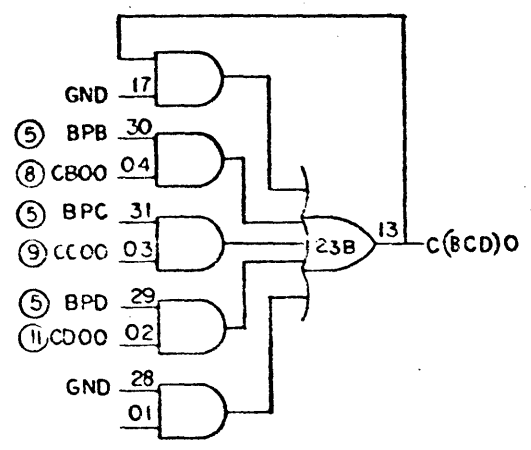 GND 17
5 BPB 30
8 CB00 04
5 BPC 31
9 CC00 03
23B 13 C(BCD)0
5 BPD 29
11 CD00 02
GND 28
01